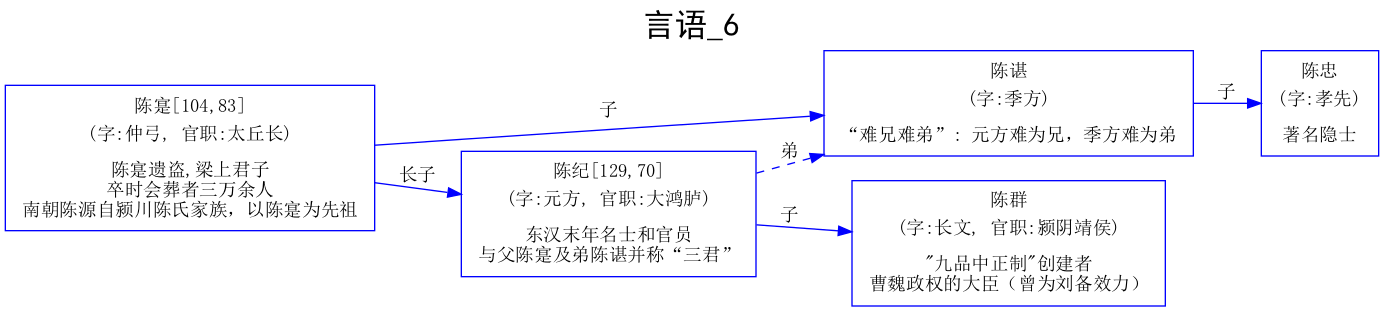 言语_6
陈寔[104,83]
(字:仲弓, 官职:太丘长)
陈寔遗盗,梁上君子
卒时会葬者三万余人
南朝陈源自颍川陈氏家族，以陈寔为先祖
子
长子
陈纪[129,70]
(字:元方, 官职:大鸿胪)
东汉末年名士和官员
与父陈寔及弟陈谌并称“三君”
弟
子
陈谌
(字:季方)
“难兄难弟”: 元方难为兄，季方难为弟
陈群
(字:长文, 官职:颍阴靖侯)
"九品中正制"创建者
曹魏政权的大臣（曾为刘备效力）
子
陈忠
(字:孝先)
著名隐士